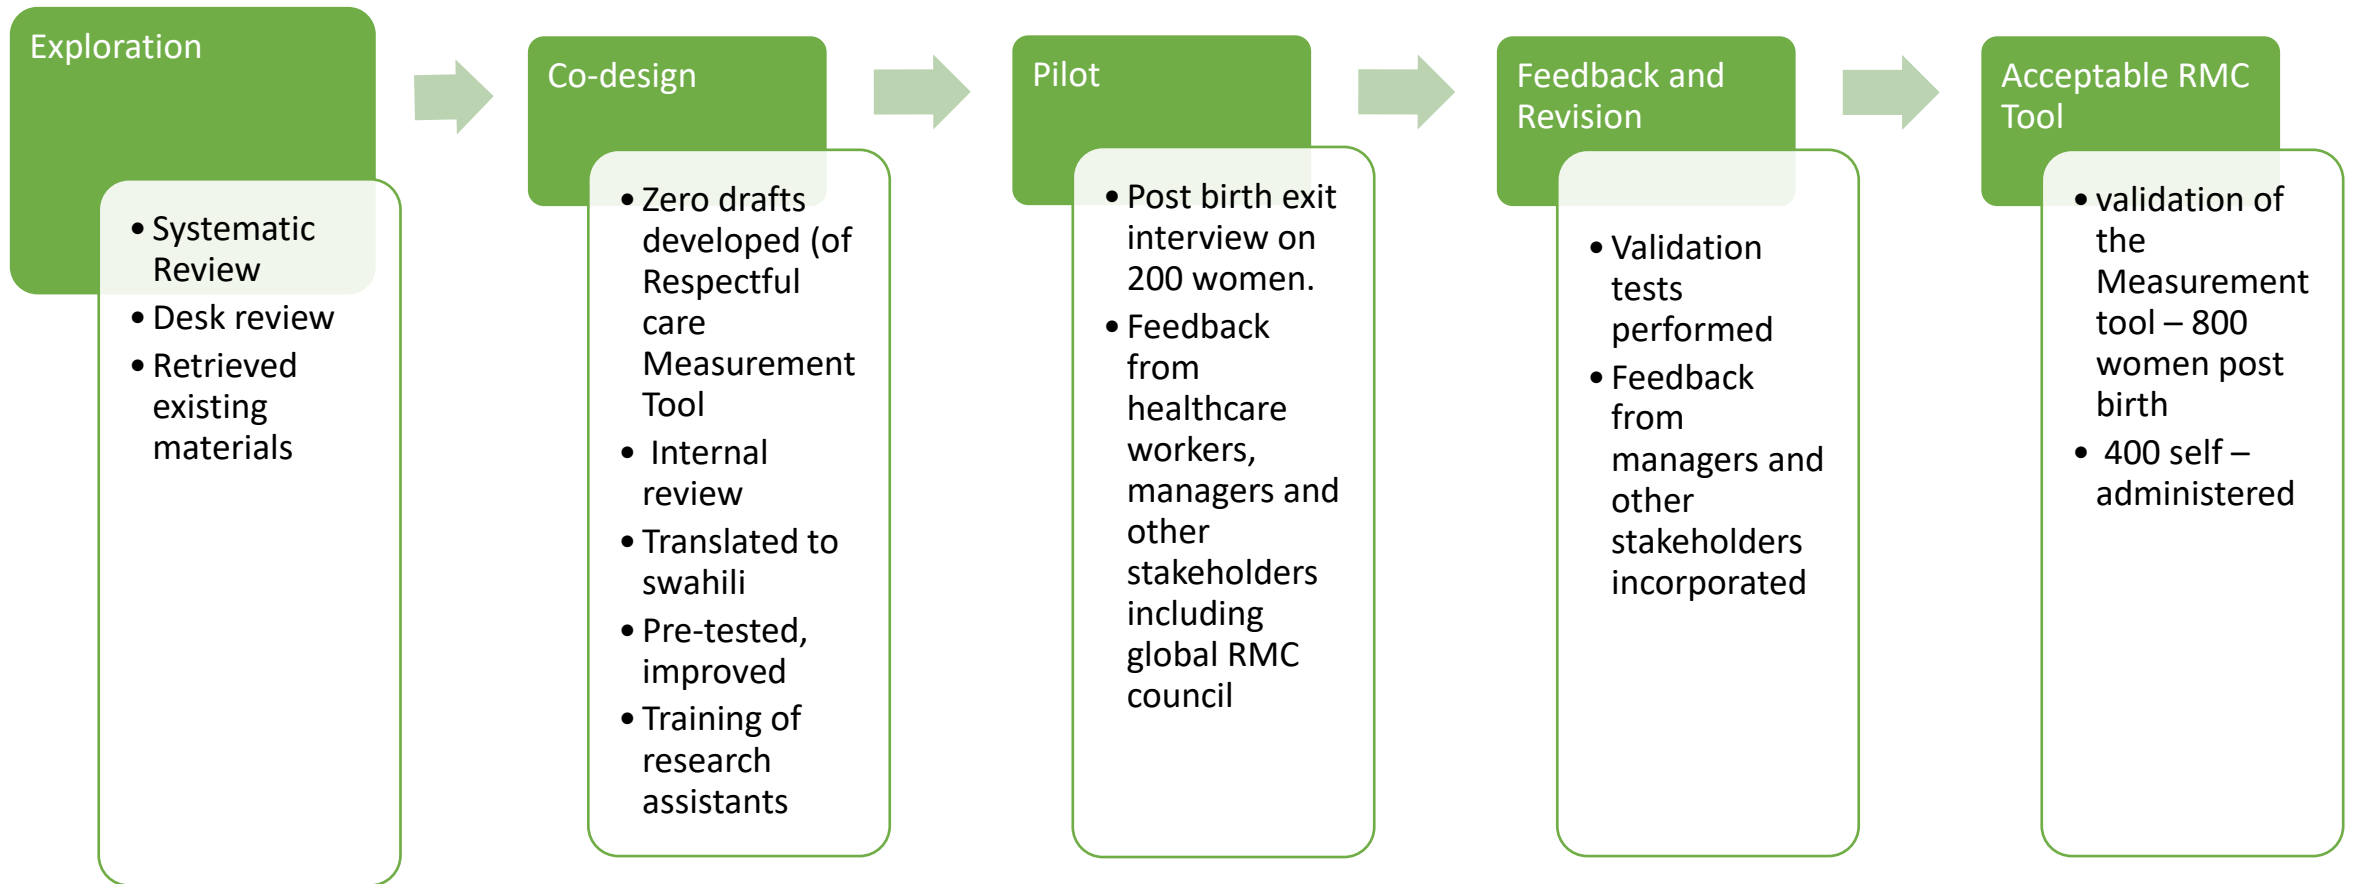 Exploration
• Systematic
Review
• Desk review
• Retrieved
existing
materials
Co-design
• Zero drafts
developed (of
Respectful
care
Measurement
Tool
• Internal
review
• Translated to
swahili
• Pre-tested,
improved
• Training of
research
assistants
Pilot
• Post birth exit
interview on
200 women.
• Feedback
from
healthcare
workers,
managers and
other
stakeholders
including
global RMC
council
Feedback and
Revision
• Validation
tests
performed
• Feedback
from
managers and
other
stakeholders
incorporated
Acceptable RMC
Tool
• validation of
the
Measurement
tool – 800
women post
birth
• 400 self –
administered